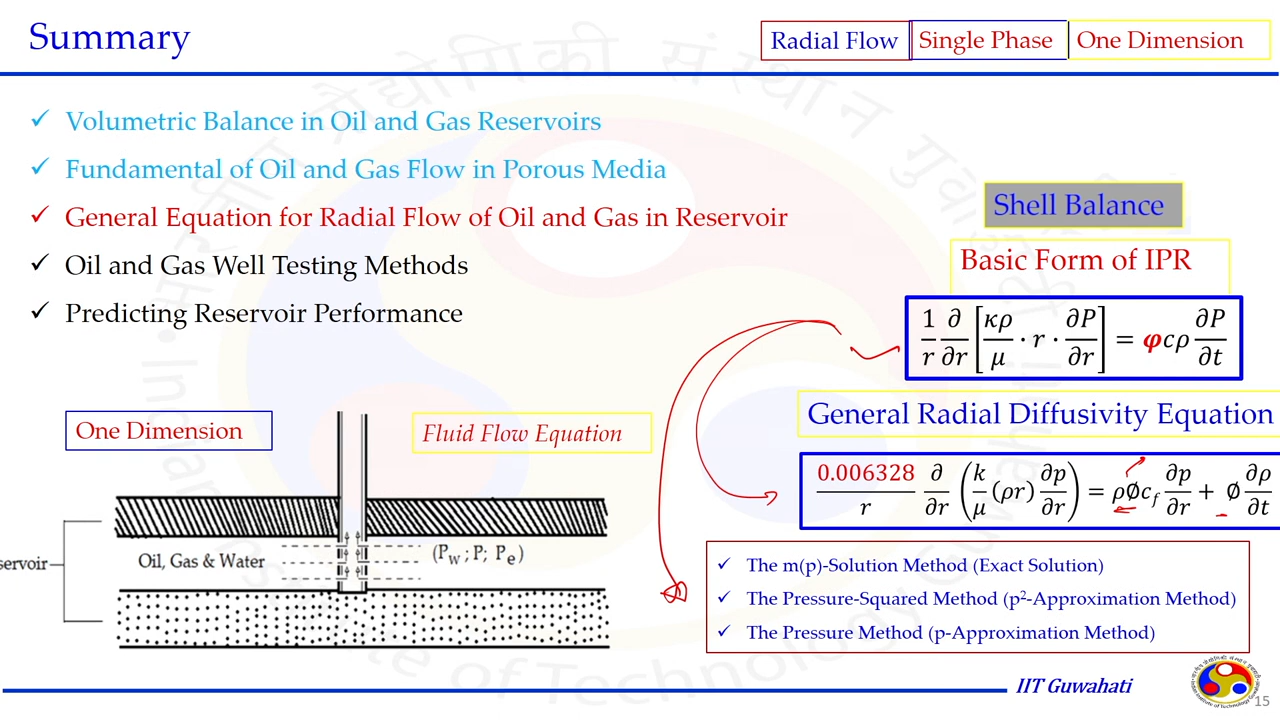 Summary
Radial Flow Single Phase One Dimension
✓ Volumetric Balance in Oil and Gas Reservoirs
✓ Fundamental of Oil and Gas Flow in Porous Media
✓ General Equation for Radial Flow of Oil and Gas in Reservoir
✓ Oil and Gas Well Testing Methods
✓ Predicting Reservoir Performance
Shell Balance
Basic Form of IPR
1/r ∂/∂r [κρ/μ · r · ∂P/∂r] = φcρ ∂P/∂t
General Radial Diffusivity Equation
0.006328/r ∂/∂r (k/μ (ρr) ∂p/∂r) = ρ∅c_f ∂p/∂r + ∅ ∂ρ/∂t
✓ The m(p)-Solution Method (Exact Solution)
✓ The Pressure-Squared Method (p²-Approximation Method)
✓ The Pressure Method (p-Approximation Method)
One Dimension
Fluid Flow Equation
servoir
Oil, Gas & Water
(Pw ; P; Pe)
IIT Guwahati
15